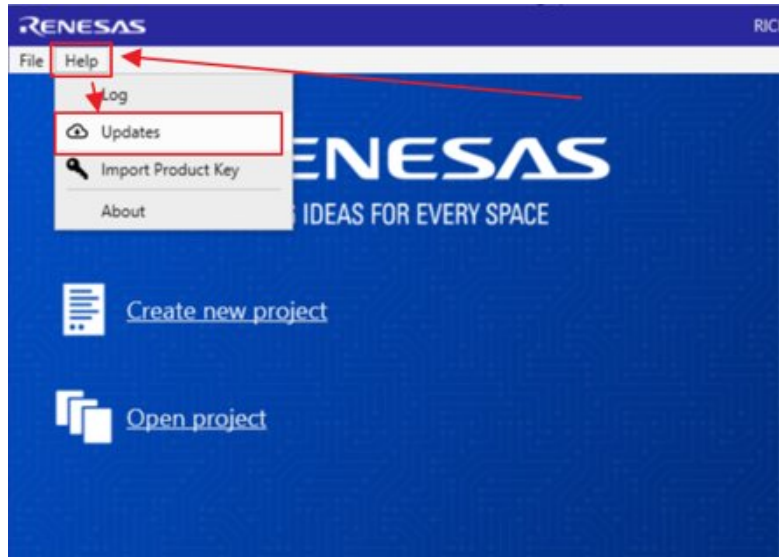 RENESAS
RIC
File Help
Log
Updates
Import Product Key
About
ENESAS
IDEAS FOR EVERY SPACE
Create new project
Open project